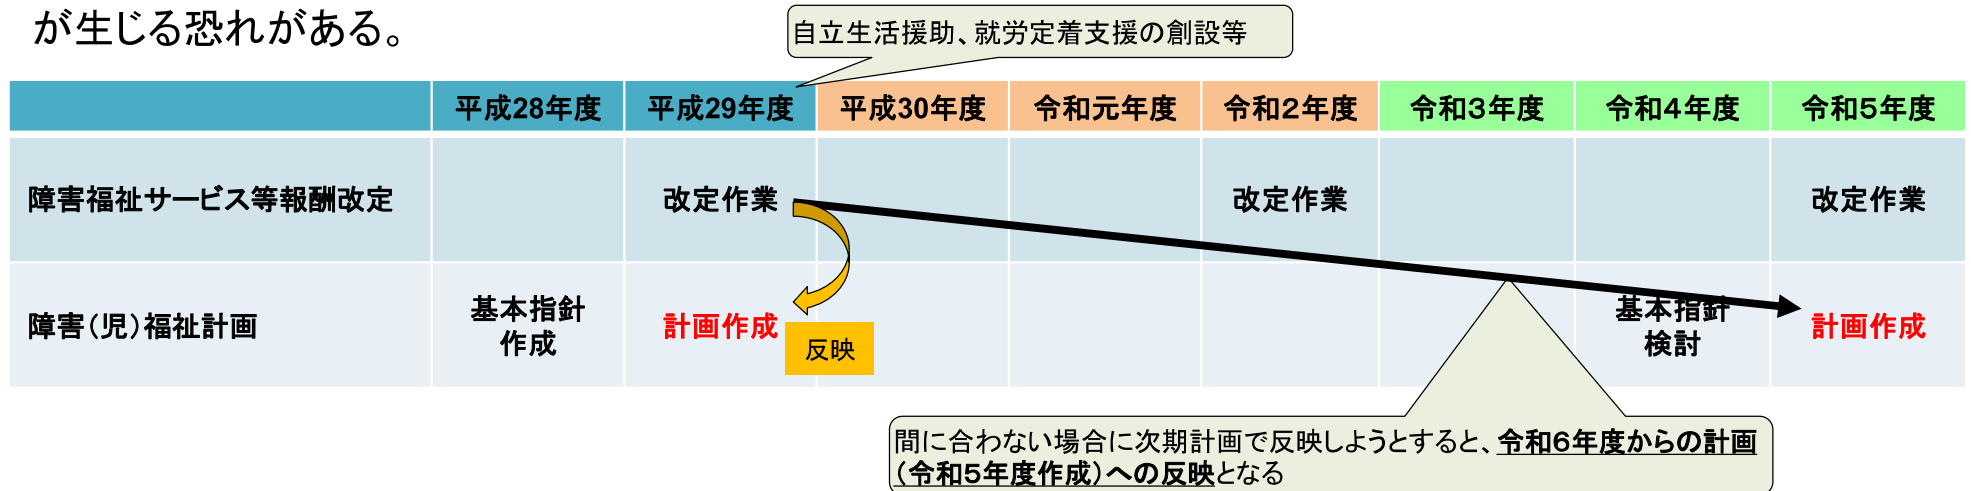 が生じる恐れがある。
自立生活援助、就労定着支援の創設等
平成28年度 平成29年度 平成30年度 令和元年度 令和２年度 令和３年度 令和４年度 令和５年度
障害福祉サービス等報酬改定 改定作業 改定作業 改定作業
障害（児）福祉計画 基本指針 計画作成 基本指針 計画作成
作成 検討
反映
間に合わない場合に次期計画で反映しようとすると、令和６年度からの計画
（令和５年度作成）への反映となる